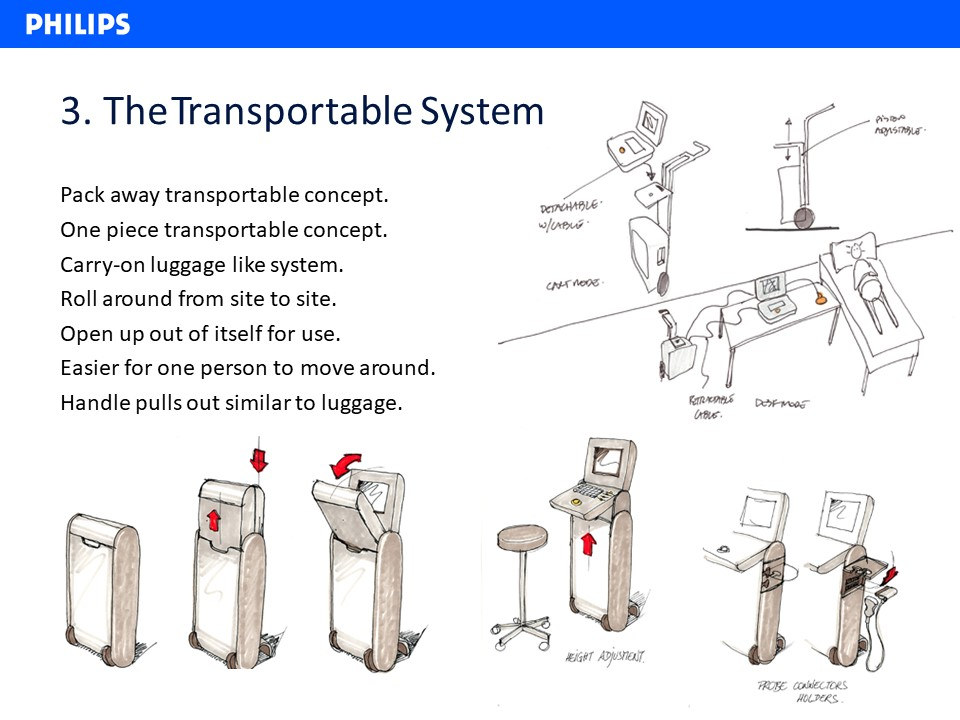 PHILIPS
3. The Transportable System
Pack away transportable concept.
One piece transportable concept.
Carry-on luggage like system.
Roll around from site to site.
Open up out of itself for use.
Easier for one person to move around.
Handle pulls out similar to luggage.
PISTON
ADJUSTABLE.
DETACHABLE.
W/CABLE.
CART MODE.
RETRACTABLE
CABLE.
DESK MODE
HEIGHT ADJUSTMENT.
PROBE CONNECTORS
HOLDERS.